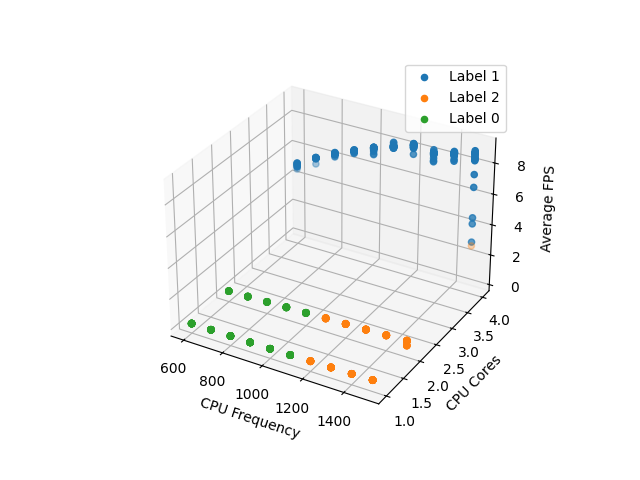 Label 1
Label 2
Label 0
8
6
4
2
0
Average FPS
4.0
3.5
3.0
2.5
2.0
1.5
1.0
CPU Cores
600
800
1000
1200
1400
CPU Frequency